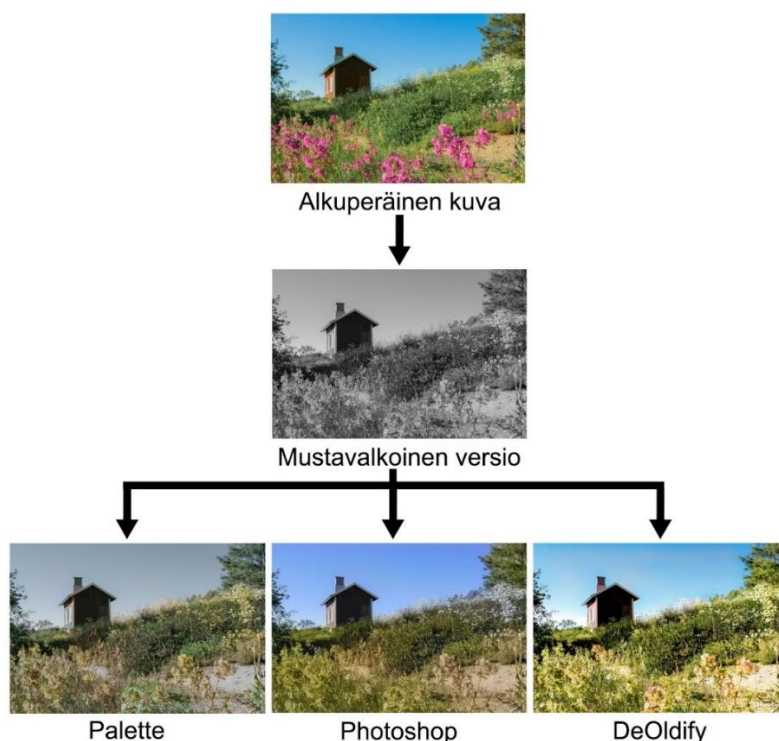 Alkuperäinen kuva
Mustavalkoinen versio
Palette
Photoshop
DeOldify